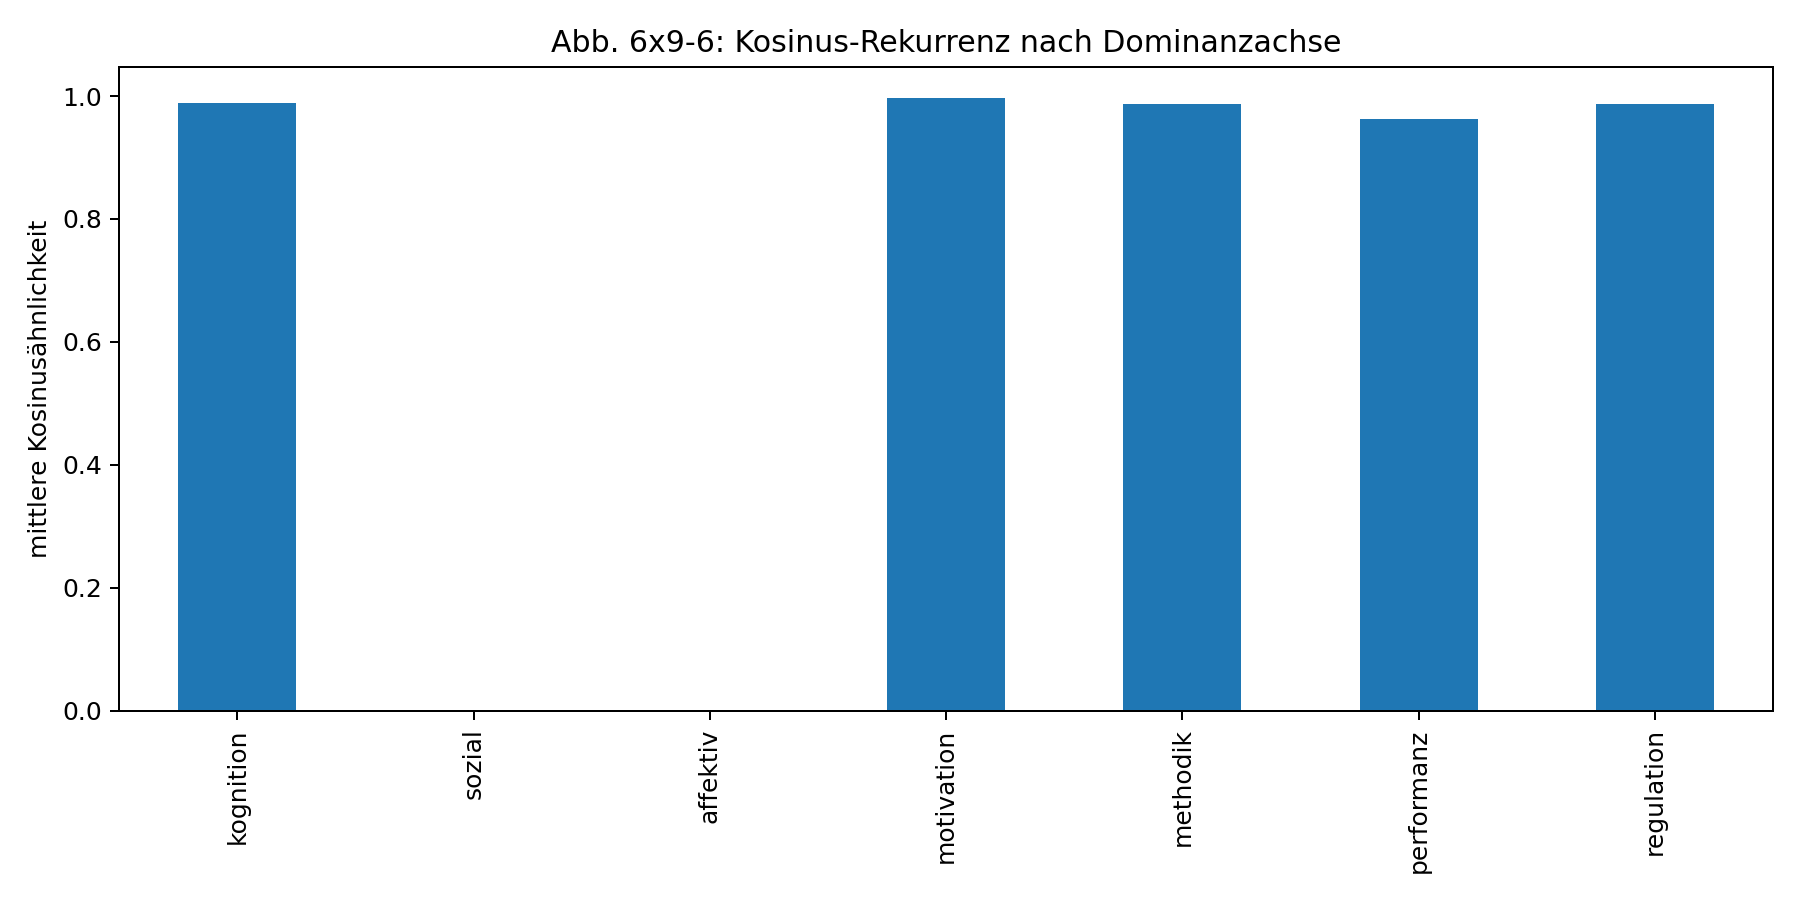 Abb. 6x9-6: Kosinus-Rekurrenz nach Dominanzachse
mittlere Kosinusähnlichkeit
1.0
0.8
0.6
0.4
0.2
0.0
kognition
sozial
affektiv
motivation
methodik
performanz
regulation